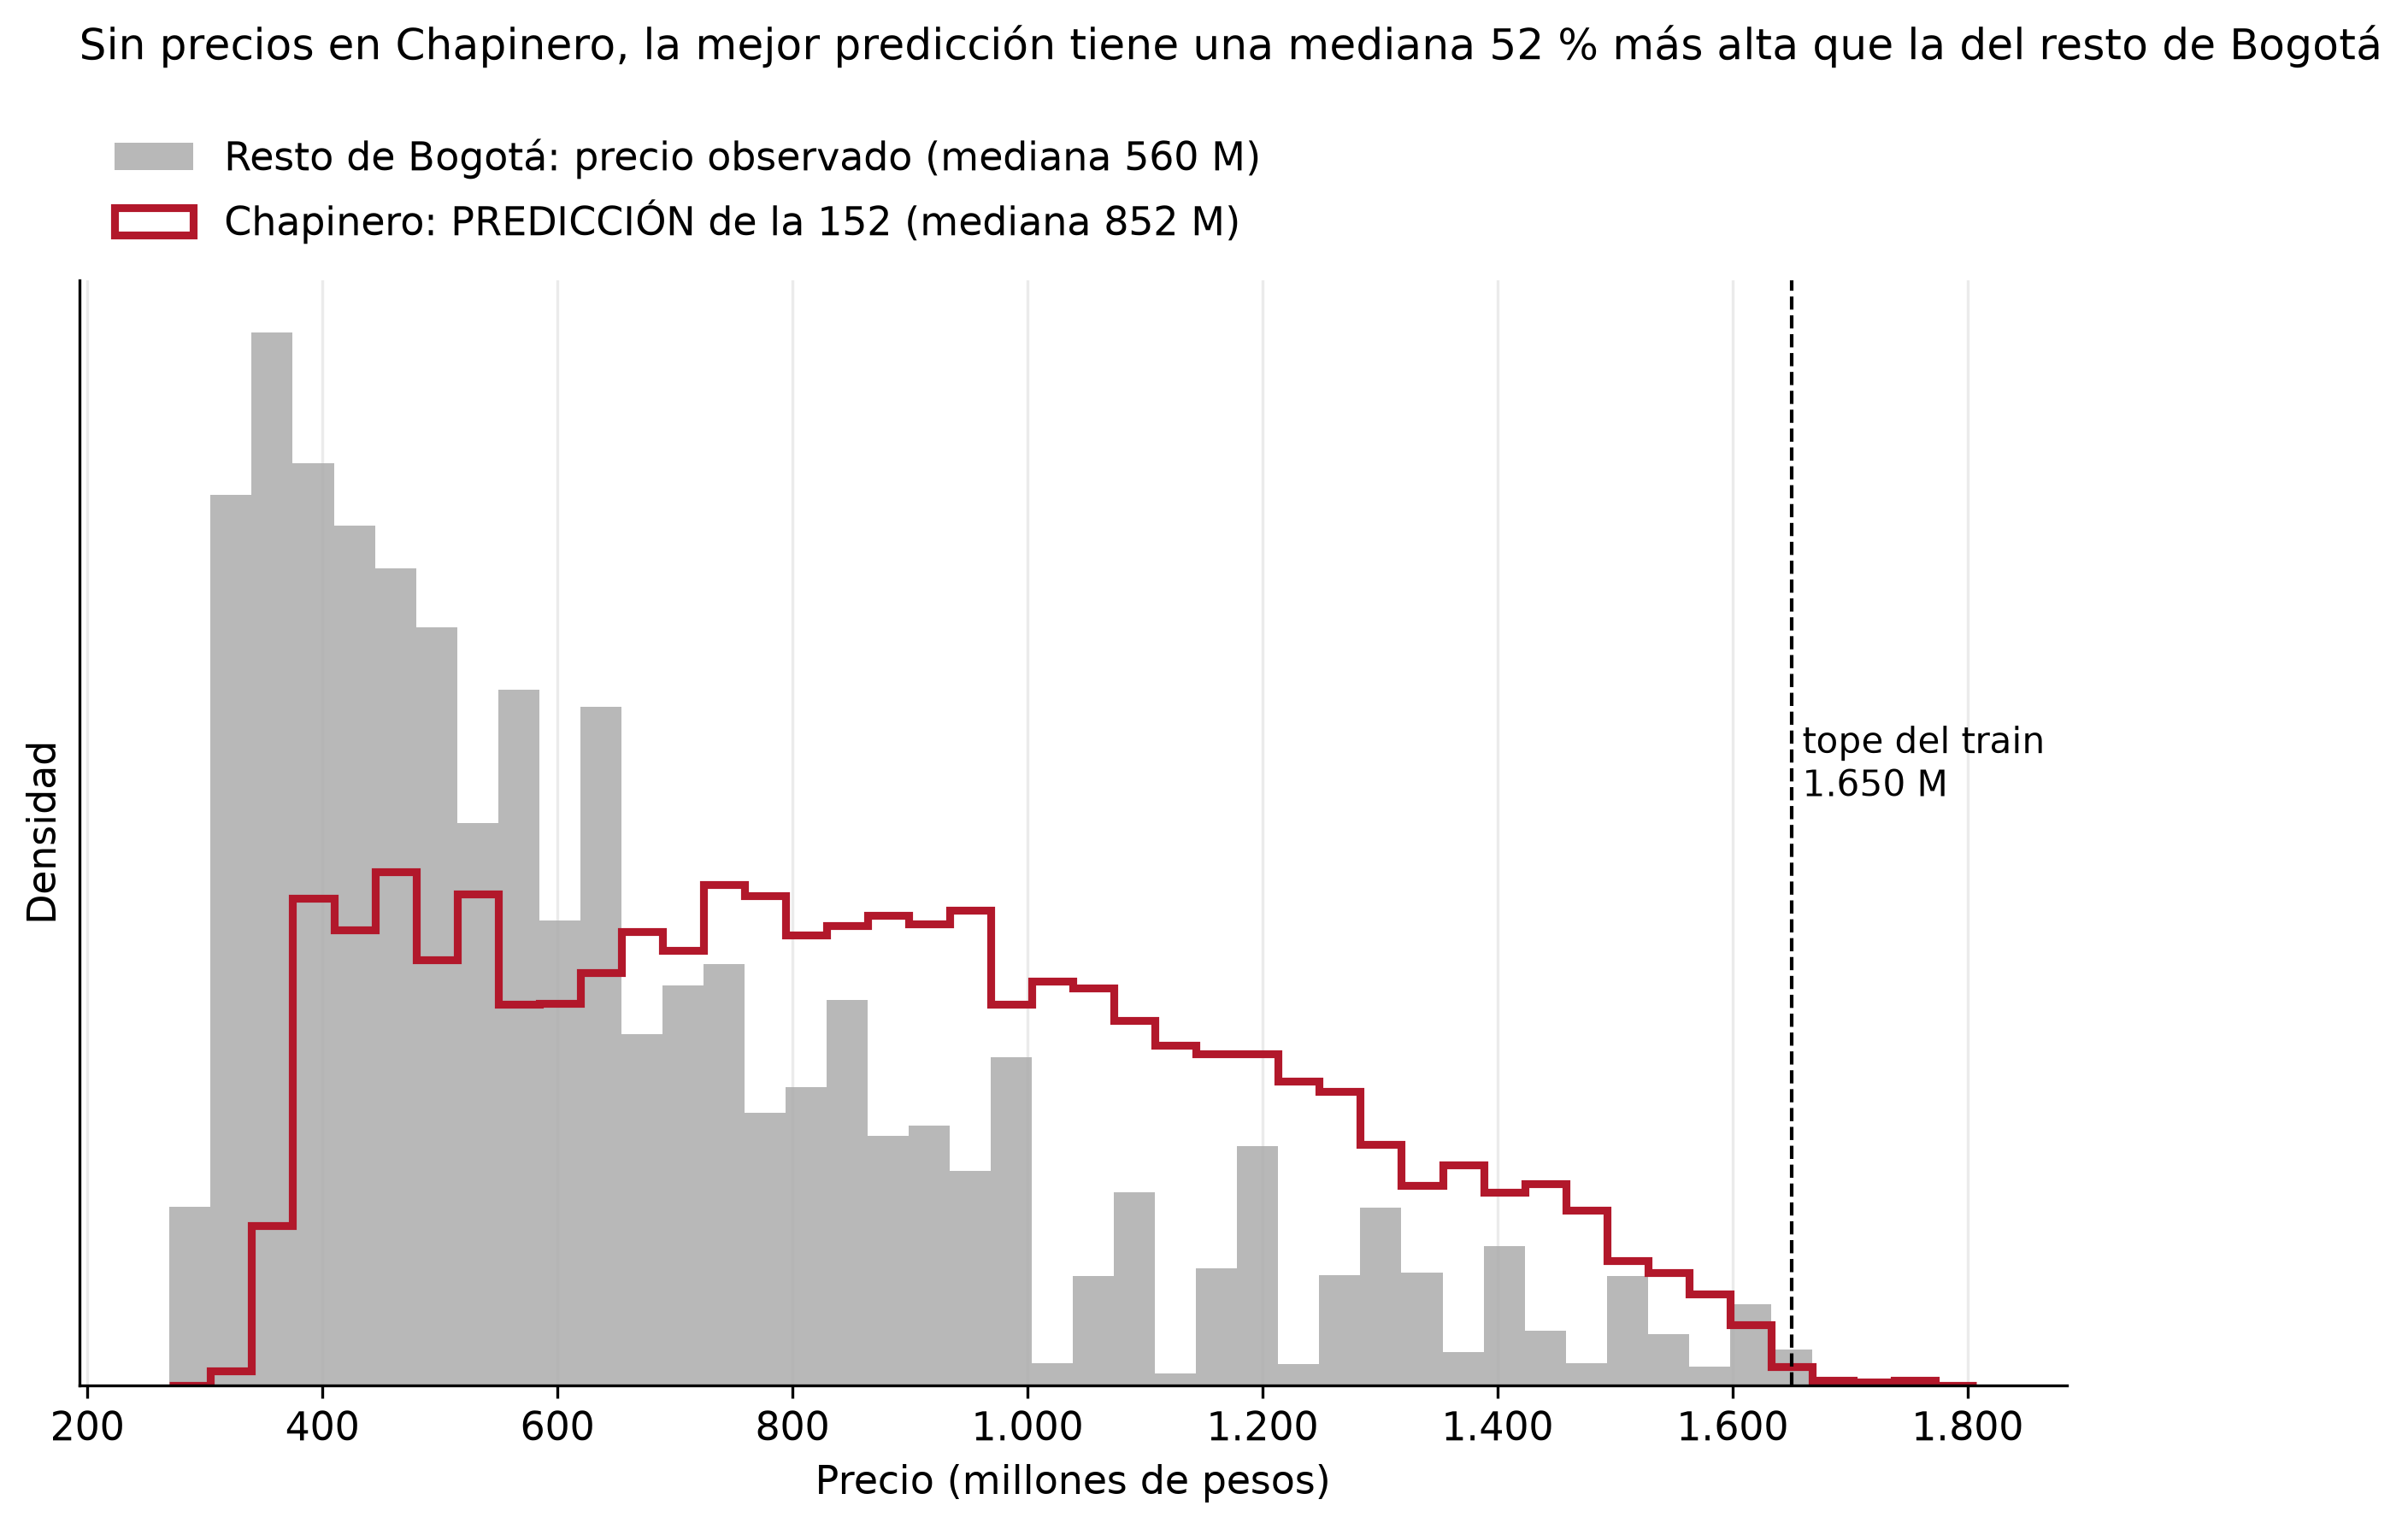 Sin precios en Chapinero, la mejor predicción tiene una mediana 52 % más alta que la del resto de Bogotá
Resto de Bogotá: precio observado (mediana 560 M)
Chapinero: PREDICCIÓN de la 152 (mediana 852 M)
Densidad
tope del train
1.650 M
200 400 600 800 1.000 1.200 1.400 1.600 1.800
Precio (millones de pesos)